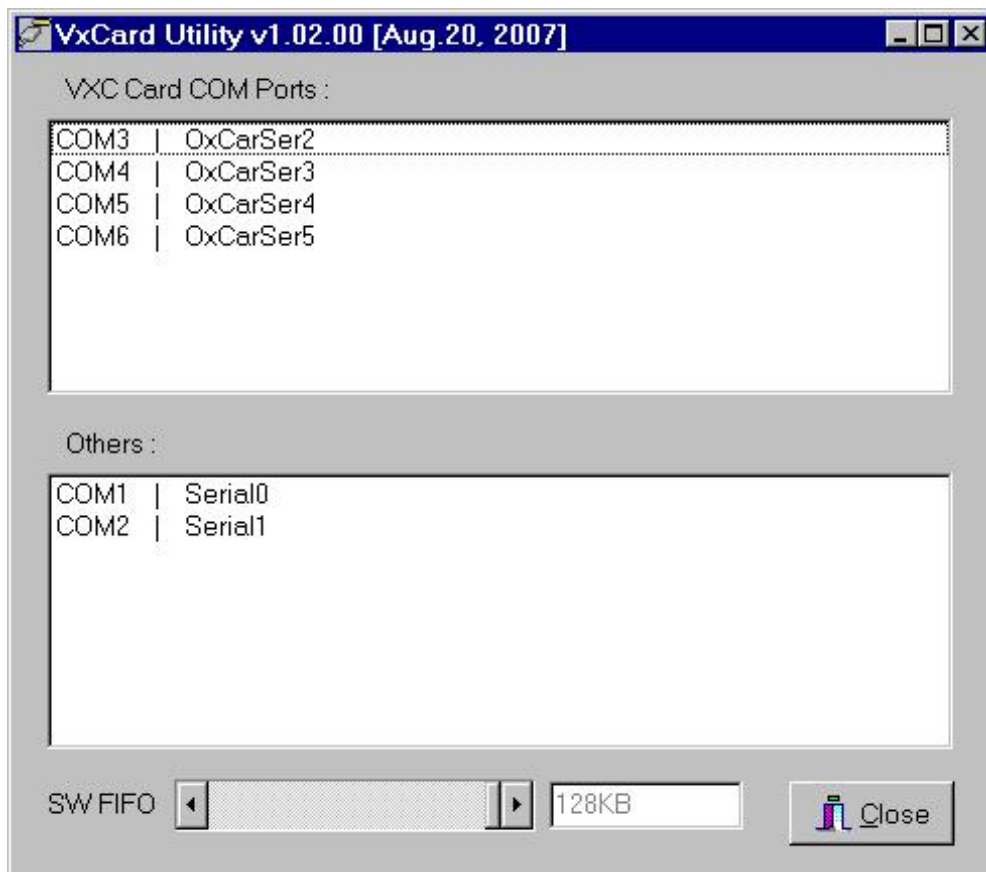 VxCard Utility v1.02.00 [Aug.20, 2007]
VXC Card COM Ports :
COM3 | OxCarSer2
COM4 | OxCarSer3
COM5 | OxCarSer4
COM6 | OxCarSer5
Others :
COM1 | Serial0
COM2 | Serial1
SW FIFO 128KB Close